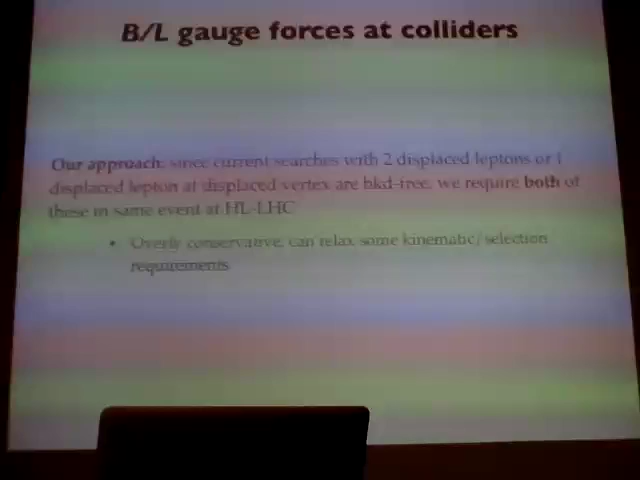 B/L gauge forces at colliders
Our approach: since current searches with 2 displaced leptons or 1
displaced lepton at displaced vertex are bkd-free, we require both of
these in same event at HL-LHC
• Overly conservative, can relax some kinematic/selection
requirements